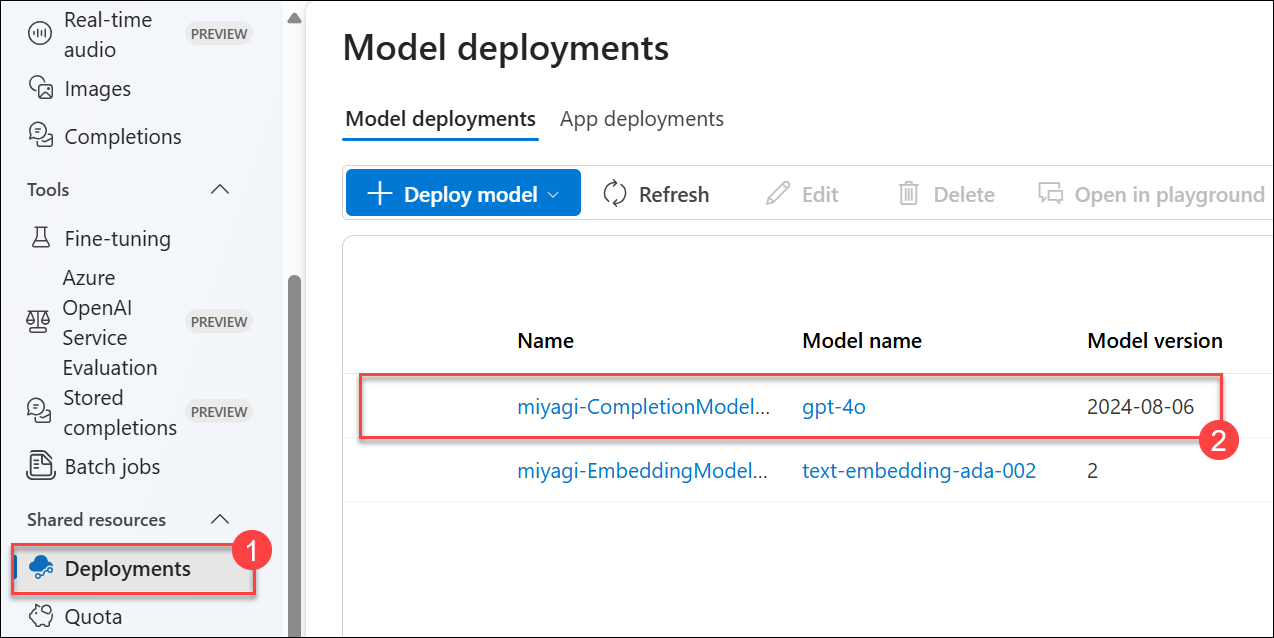 Real-time
audio
PREVIEW
Images
Completions
Tools
Fine-tuning
Azure
OpenAI
Service
Evaluation
PREVIEW
Stored
completions
PREVIEW
Batch jobs
Shared resources
Deployments
1
Quota
Model deployments
Model deployments App deployments
Deploy model Refresh Edit Delete Open in playground
Name Model name Model version
miyagi-CompletionModel... gpt-4o 2024-08-06
2
miyagi-EmbeddingModel... text-embedding-ada-002 2